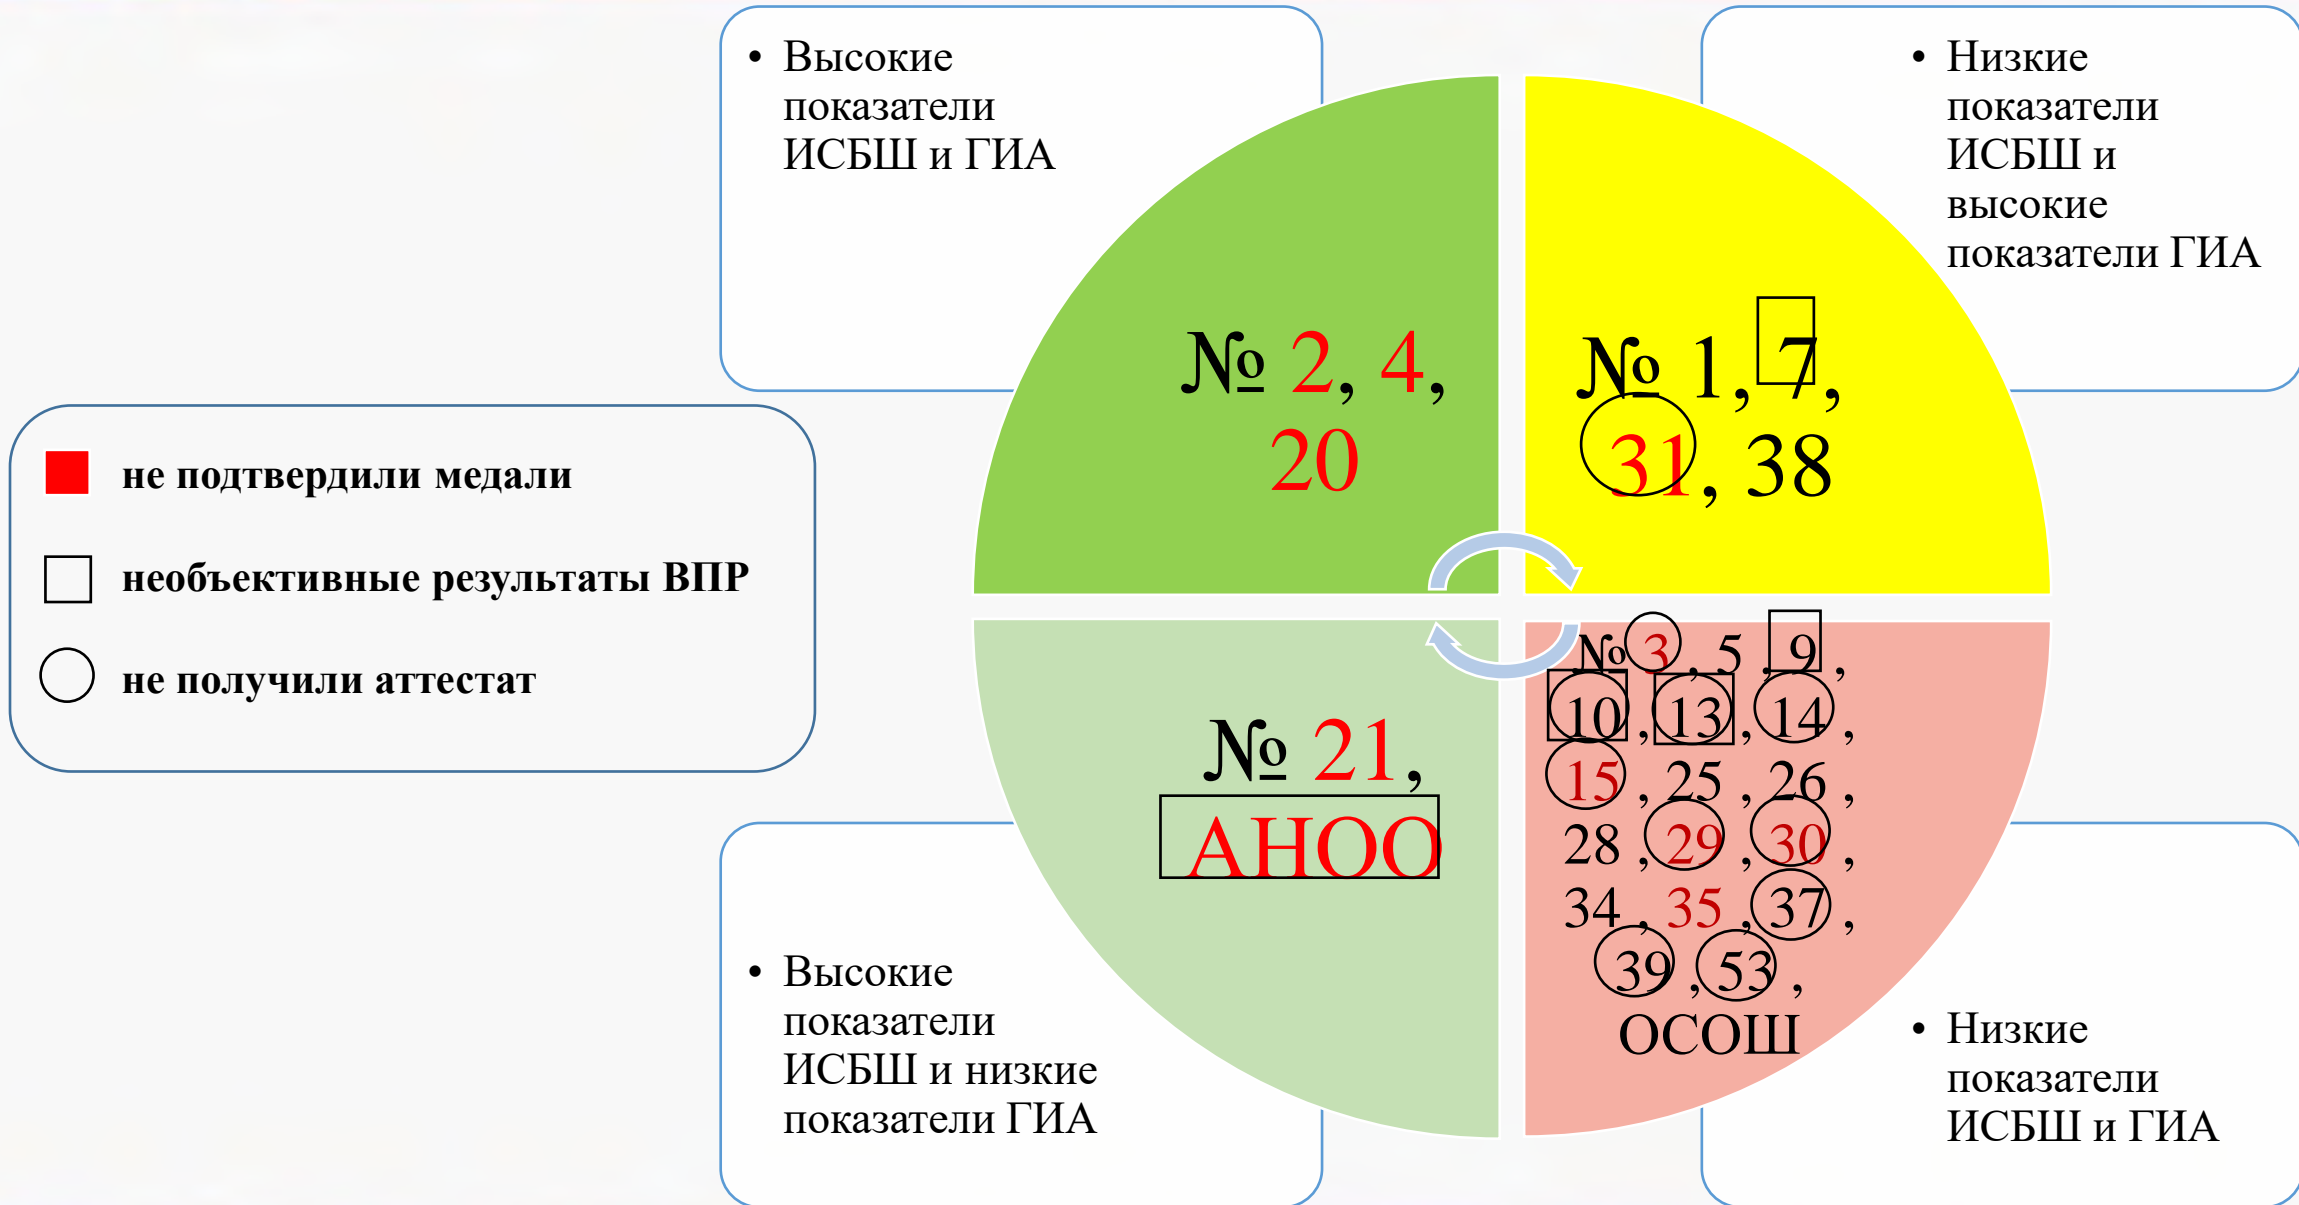 Высокие
показатели
ИСБШ и ГИА
Низкие
показатели
ИСБШ и
высокие
показатели ГИА
№ 2, 4,
20
№ 1, 7,
31, 38
не подтвердили медали
необъективные результаты ВПР
не получили аттестат
№ 21,
АНОО
№ 3 , 5 , 9 ,
10 , 13 , 14 ,
15 , 25 , 26 ,
28 , 29 , 30 ,
34 , 35 , 37 ,
39 , 53 ,
ОСОШ
Высокие
показатели
ИСБШ и низкие
показатели ГИА
Низкие
показатели
ИСБШ и ГИА